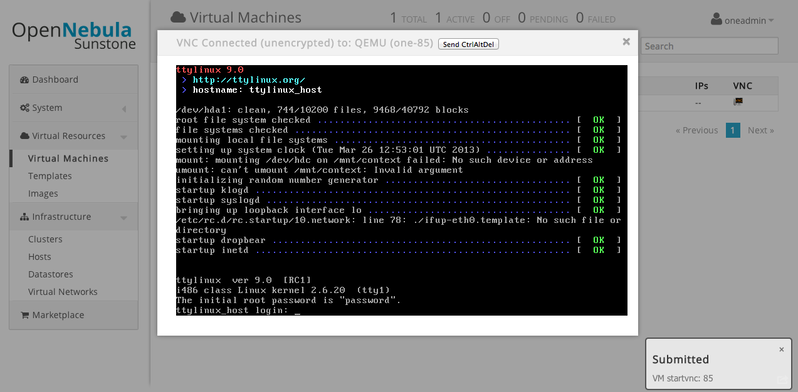 OpenNebula
Sunstone
Dashboard
System
Virtual Resources
Virtual Machines
Templates
Images
Infrastructure
Clusters
Hosts
Datastores
Virtual Networks
Marketplace
Virtual Machines
1 TOTAL 1 ACTIVE 0 OFF 0 PENDING 0 FAILED
oneadmin
Search
IPs VNC
--
« Previous 1 Next »
VNC Connected (unencrypted) to: QEMU (one-85) Send CtrlAltDel ×
ttylinux 9.0
> http://ttylinux.org/
> hostname: ttylinux_host
/dev/hda1: clean, 744/10200 files, 9468/40792 blocks
root file system checked ........................................ [ OK ]
file systems checked ............................................ [ OK ]
mounting local file systems ..................................... [ OK ]
setting up system clock (Tue Mar 26 12:53:01 UTC 2013) .......... [ OK ]
mount: mounting /dev/hdc on /mnt/context failed: No such device or address
umount: can't umount /mnt/context: Invalid argument
initializing random number generator ............................ [ OK ]
startup klogd ................................................... [ OK ]
startup syslogd ................................................. [ OK ]
bringing up loopback interface lo ............................... [ OK ]
/etc/rc.d/rc.startup/10.network: line 78: ./ifup-eth0.template: No such file or
directory
startup dropbear ................................................ [ OK ]
startup inetd ................................................... [ OK ]
ttylinux ver 9.0 [RC1]
i486 class Linux kernel 2.6.20 (tty1)
The initial root password is "password".
ttylinux_host login: _
Submitted ×
VM startvnc: 85